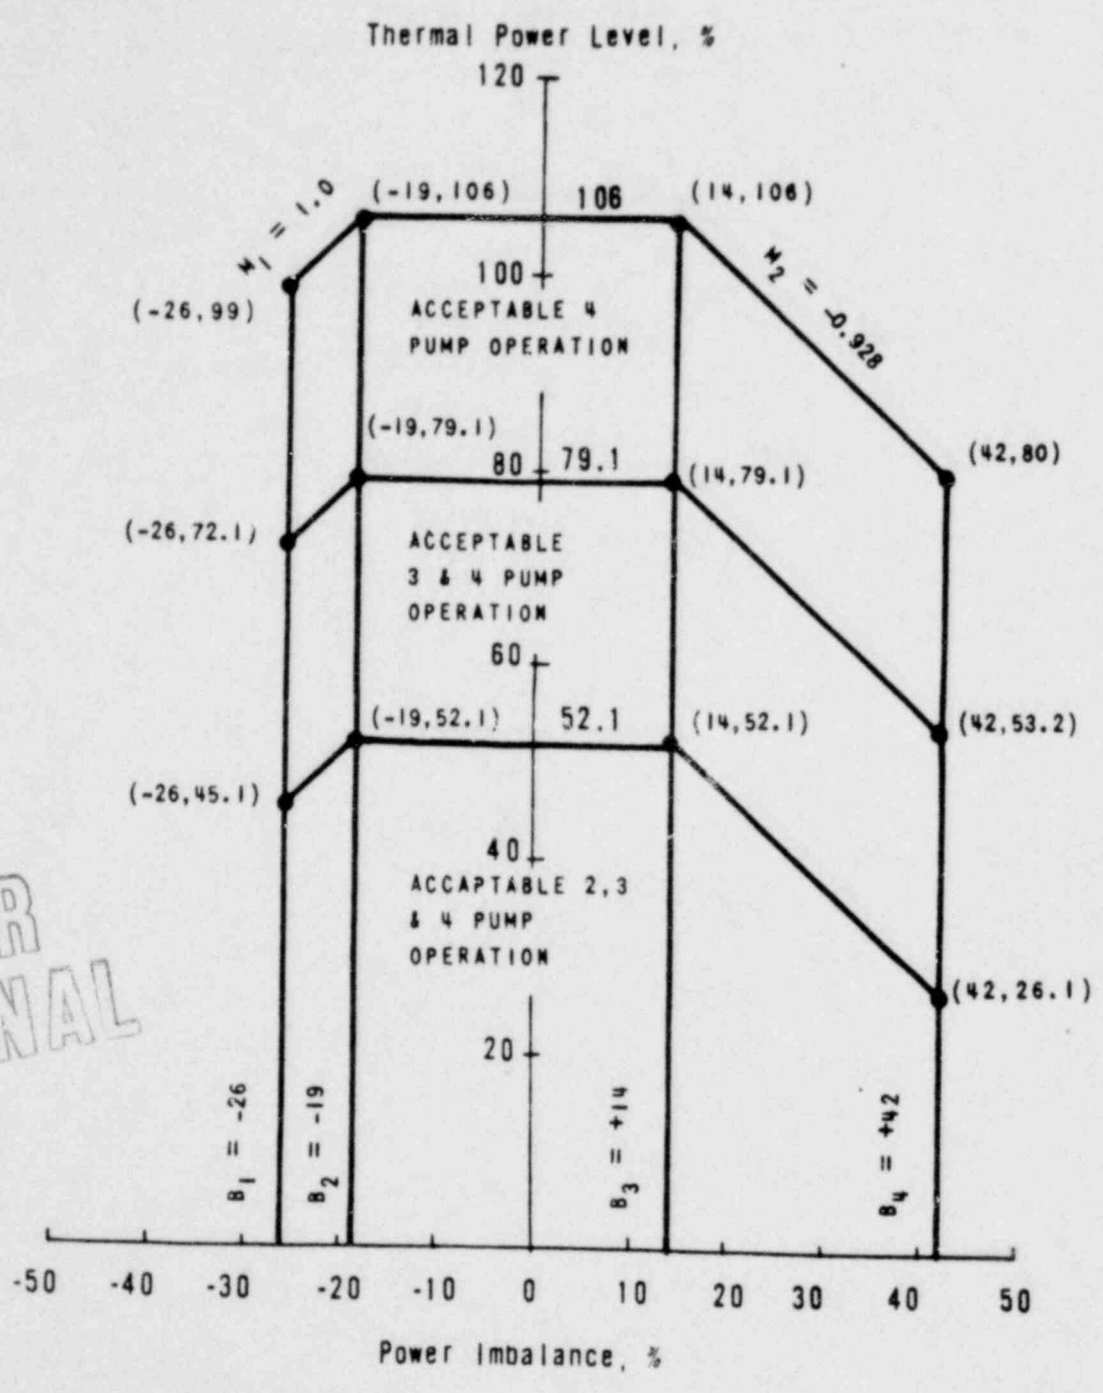 Thermal Power Level, %
120
(-19,106)
106
(14,106)
M1 = 1.0
M2 = -0.928
100
(-26,99)
ACCEPTABLE 4
PUMP OPERATION
(-19,79.1)
80
79.1
(14,79.1)
(42,80)
(-26,72.1)
ACCEPTABLE
3 & 4 PUMP
OPERATION
60
(-19,52.1)
52.1
(14,52.1)
(42,53.2)
(-26,45.1)
40
ACCAPTABLE 2,3
& 4 PUMP
OPERATION
(42,26.1)
20
B1 = -26
B2 = -19
B3 = +14
B4 = +42
-50 -40 -30 -20 -10 0 10 20 30 40 50
Power Imbalance, %